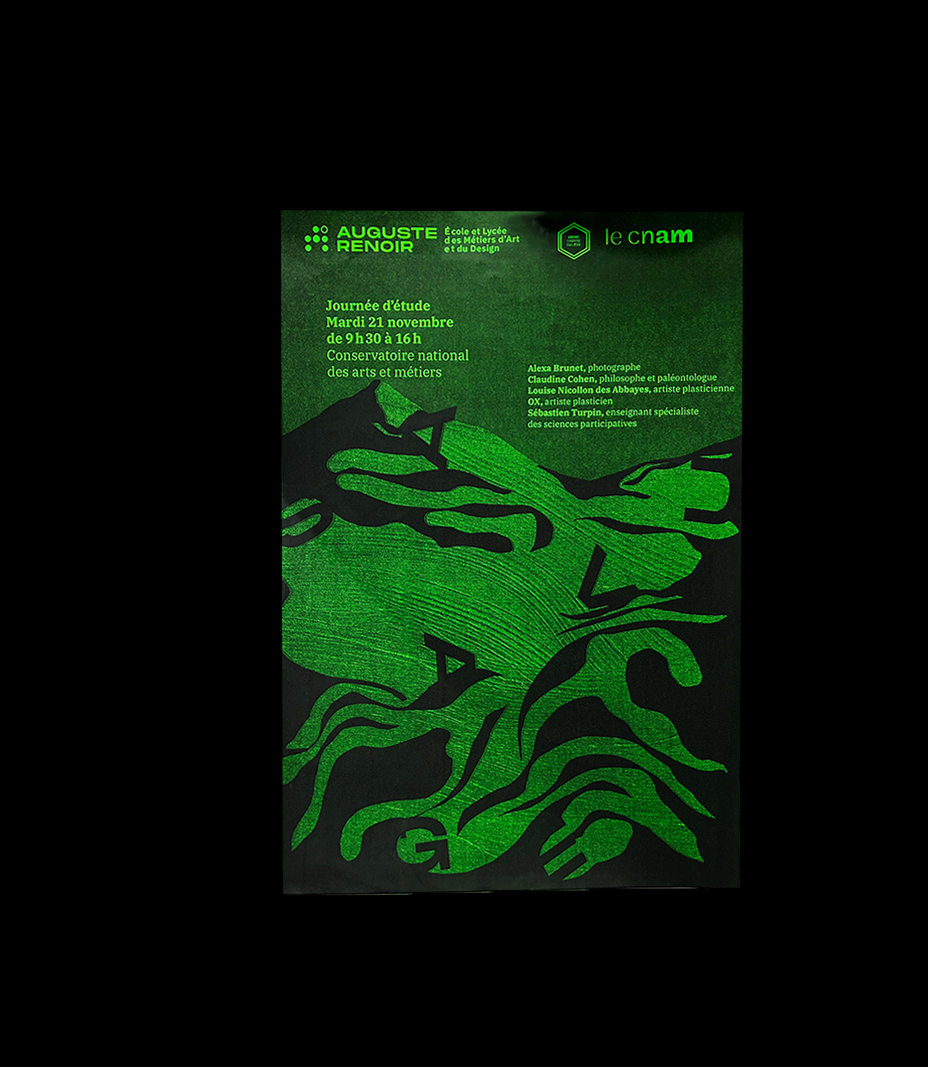 AUGUSTE
RENOIR
École et Lycée
des Métiers d'Art
et du Design
le cnam
Journée d'étude
Mardi 21 novembre
de 9 h 30 à 16 h
Conservatoire national
des arts et métiers
Alexa Brunet, photographe
Claudine Cohen, philosophe et paléontologue
Louise Nicollon des Abbayes, artiste plasticienne
OX, artiste plasticien
Sébastien Turpin, enseignant spécialiste
des sciences participatives
S
A
G